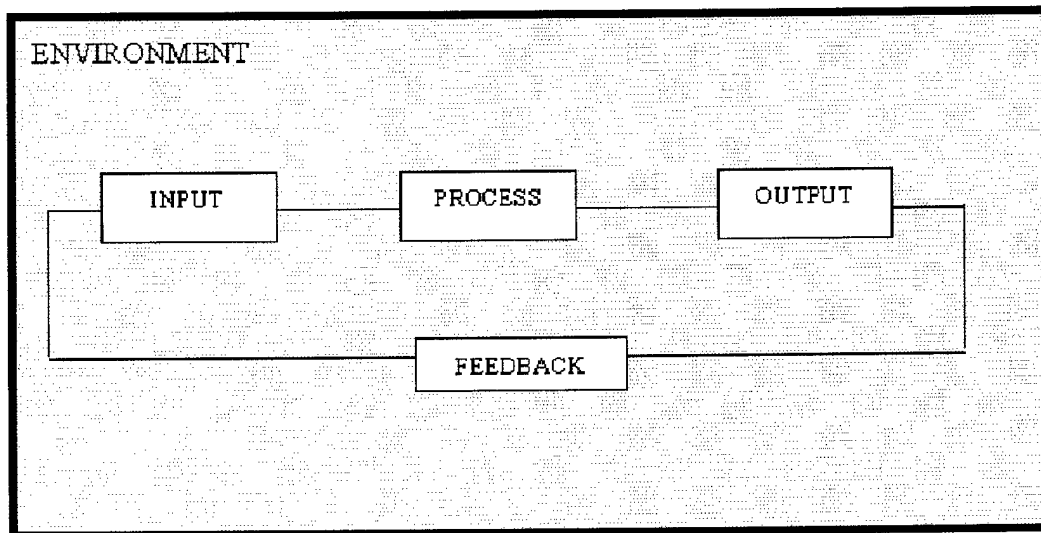 ENVIRONMENT
INPUT
PROCESS
OUTPUT
FEEDBACK